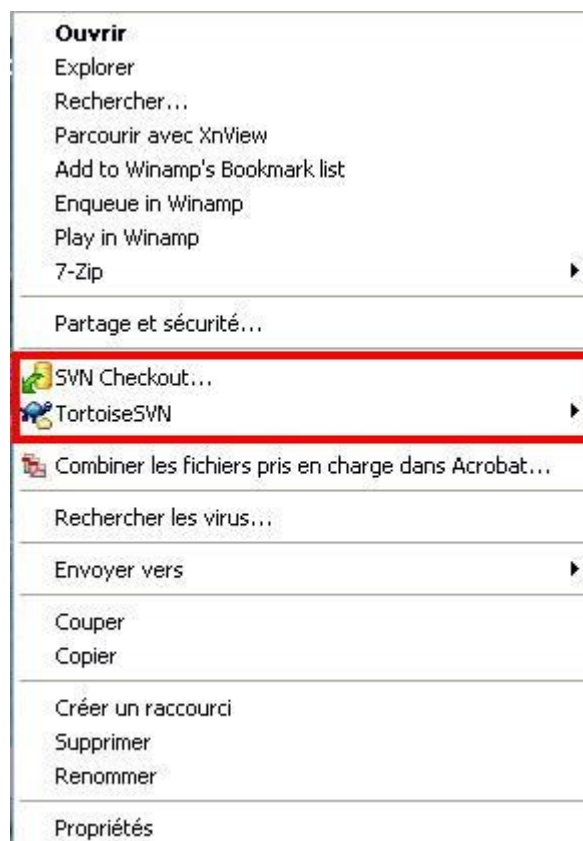 Ouvrir
Explorer
Rechercher...
Parcourir avec XnView
Add to Winamp's Bookmark list
Enqueue in Winamp
Play in Winamp
7-Zip
Partage et sécurité...
SVN Checkout...
TortoiseSVN
Combiner les fichiers pris en charge dans Acrobat...
Rechercher les virus...
Envoyer vers
Couper
Copier
Créer un raccourci
Supprimer
Renommer
Propriétés